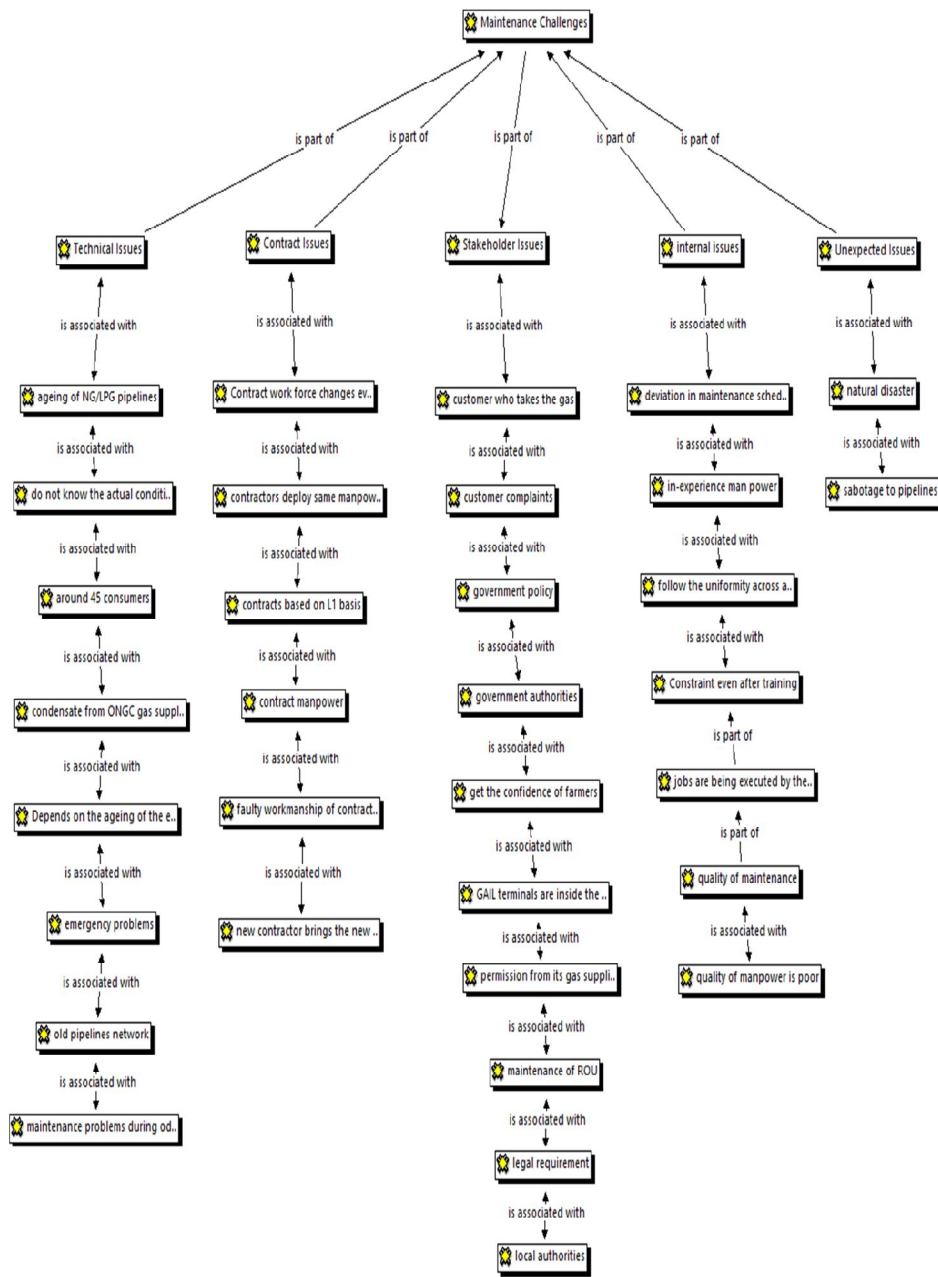 Maintenance Challenges
is part of
is part of
is part of
is part of
is part of
Technical Issues
Contract Issues
Stakeholder Issues
internal issues
Unexpected Issues
is associated with
is associated with
is associated with
is associated with
is associated with
ageing of NG/LPG pipelines
Contract work force changes ev..
customer who takes the gas
deviation in maintenance sched..
natural disaster
is associated with
is associated with
is associated with
is associated with
is associated with
do not know the actual conditi..
contractors deploy same manpow..
customer complaints
in-experience man power
sabotage to pipelines
is associated with
is associated with
is associated with
is associated with
around 45 consumers
contracts based on L1 basis
government policy
follow the uniformity across a..
is associated with
is associated with
is associated with
is associated with
condensate from ONGC gas suppl..
contract manpower
government authorities
Constraint even after training
is associated with
is associated with
is associated with
is part of
Depends on the ageing of the e..
faulty workmanship of contract..
get the confidence of farmers
jobs are being executed by the..
is associated with
is associated with
is associated with
is part of
emergency problems
new contractor brings the new ..
GAIL terminals are inside the ..
quality of maintenance
is associated with
is associated with
is associated with
old pipelines network
permission from its gas suppli..
quality of manpower is poor
is associated with
is associated with
maintenance problems during od..
maintenance of ROU
is associated with
legal requirement
is associated with
local authorities